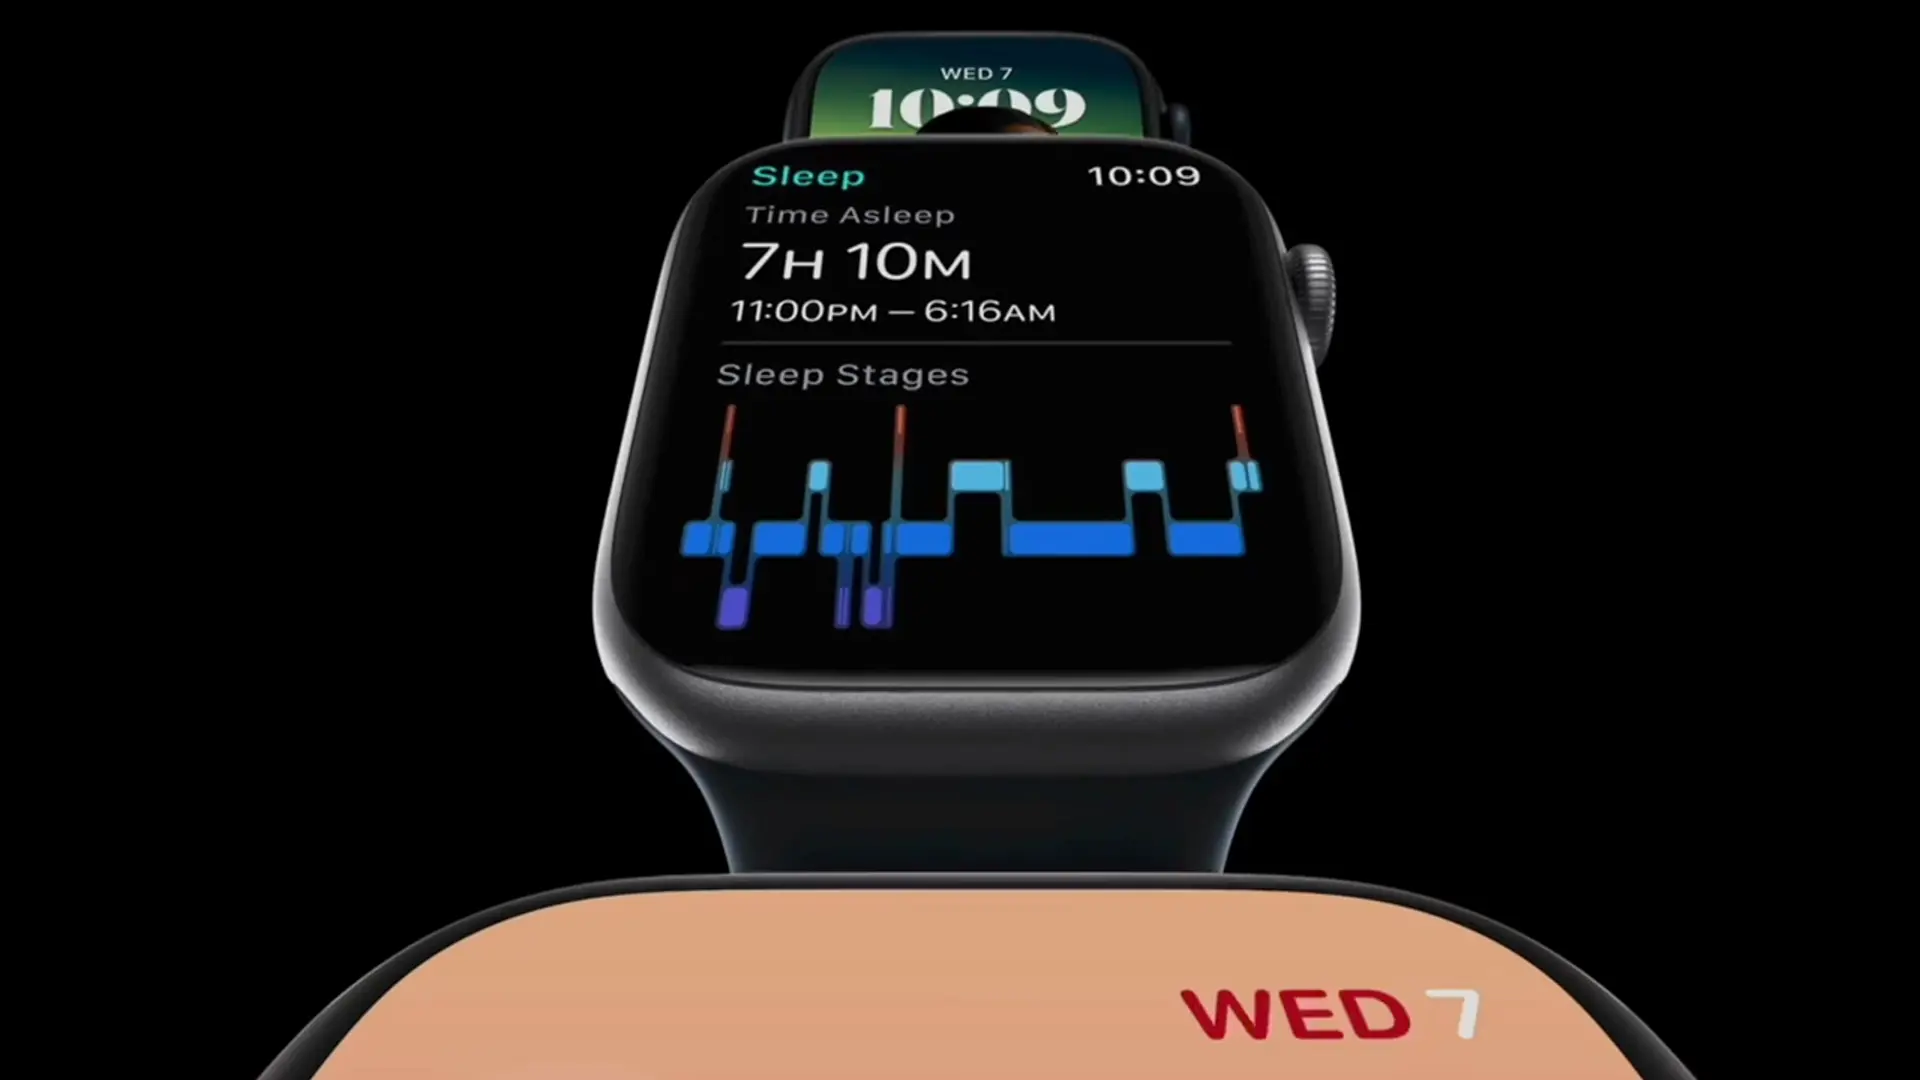 WED 7
10:09
Sleep 10:09
Time Asleep
7H 10M
11:00PM – 6:16AM
Sleep Stages
WED 7